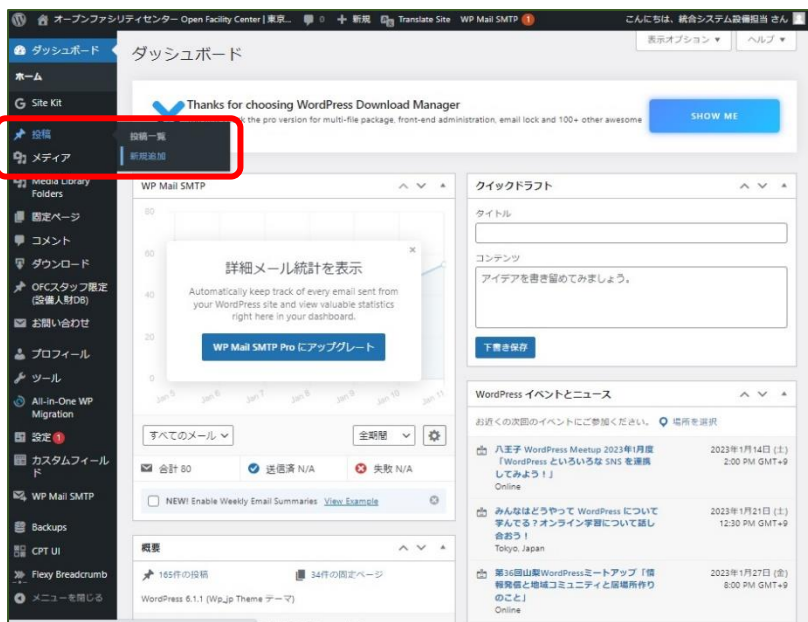 オープンファシリティセンター Open Facility Center | 東京... 0 新規 Translate Site WP Mail SMTP 1 こんにちは、統合システム設備担当 さん
ダッシュボード
ホーム
Site Kit
投稿
メディア
Media Library
Folders
固定ページ
コメント
ダウンロード
OFCスタッフ限定
(設備人財DB)
お問い合わせ
プロフィール
ツール
All-in-One WP
Migration
設定 1
カスタムフィール
ド
WP Mail SMTP
Backups
CPT UI
Flexy Breadcrumb
メニューを閉じる
投稿一覧
新規追加
ダッシュボード
表示オプション ▼ ヘルプ ▼
Thanks for choosing WordPress Download Manager
k the pro version for multi-file package, front-end administration, email lock and 100+ other awesome
SHOW ME
WP Mail SMTP
80
60
40
20
0
Jan 5 Jan 6 Jan 7 Jan 8 Jan 9 Jan 10 Jan 11
×
詳細メール統計を表示
Automatically keep track of every email sent from
your WordPress site and view valuable statistics
right here in your dashboard.
WP Mail SMTP Pro にアップグレード
すべてのメール 全期間
合計 80 送信済 N/A 失敗 N/A
NEW! Enable Weekly Email Summaries View Example
概要
165件の投稿 34件の固定ページ
WordPress 6.1.1 (Wp_jp Theme テーマ)
クイックドラフト
タイトル
コンテンツ
アイデアを書き留めてみましょう。
下書き保存
WordPress イベントとニュース
お近くの次回のイベントにご参加ください。 場所を選択
八王子 WordPress Meetup 2023年1月度 2023年1月14日 (土)
「WordPress といろいろな SNS を連携 2:00 PM GMT+9
してみよう!」
Online
みんなはどうやって WordPress について 2023年1月21日 (土)
学んでる?オンライン学習について話し 12:30 PM GMT+9
合おう!
Tokyo, Japan
第36回山梨WordPressミートアップ「情 2023年1月27日 (金)
報発信と地域コミュニティと居場所作り 8:00 PM GMT+9
のこと」
Online